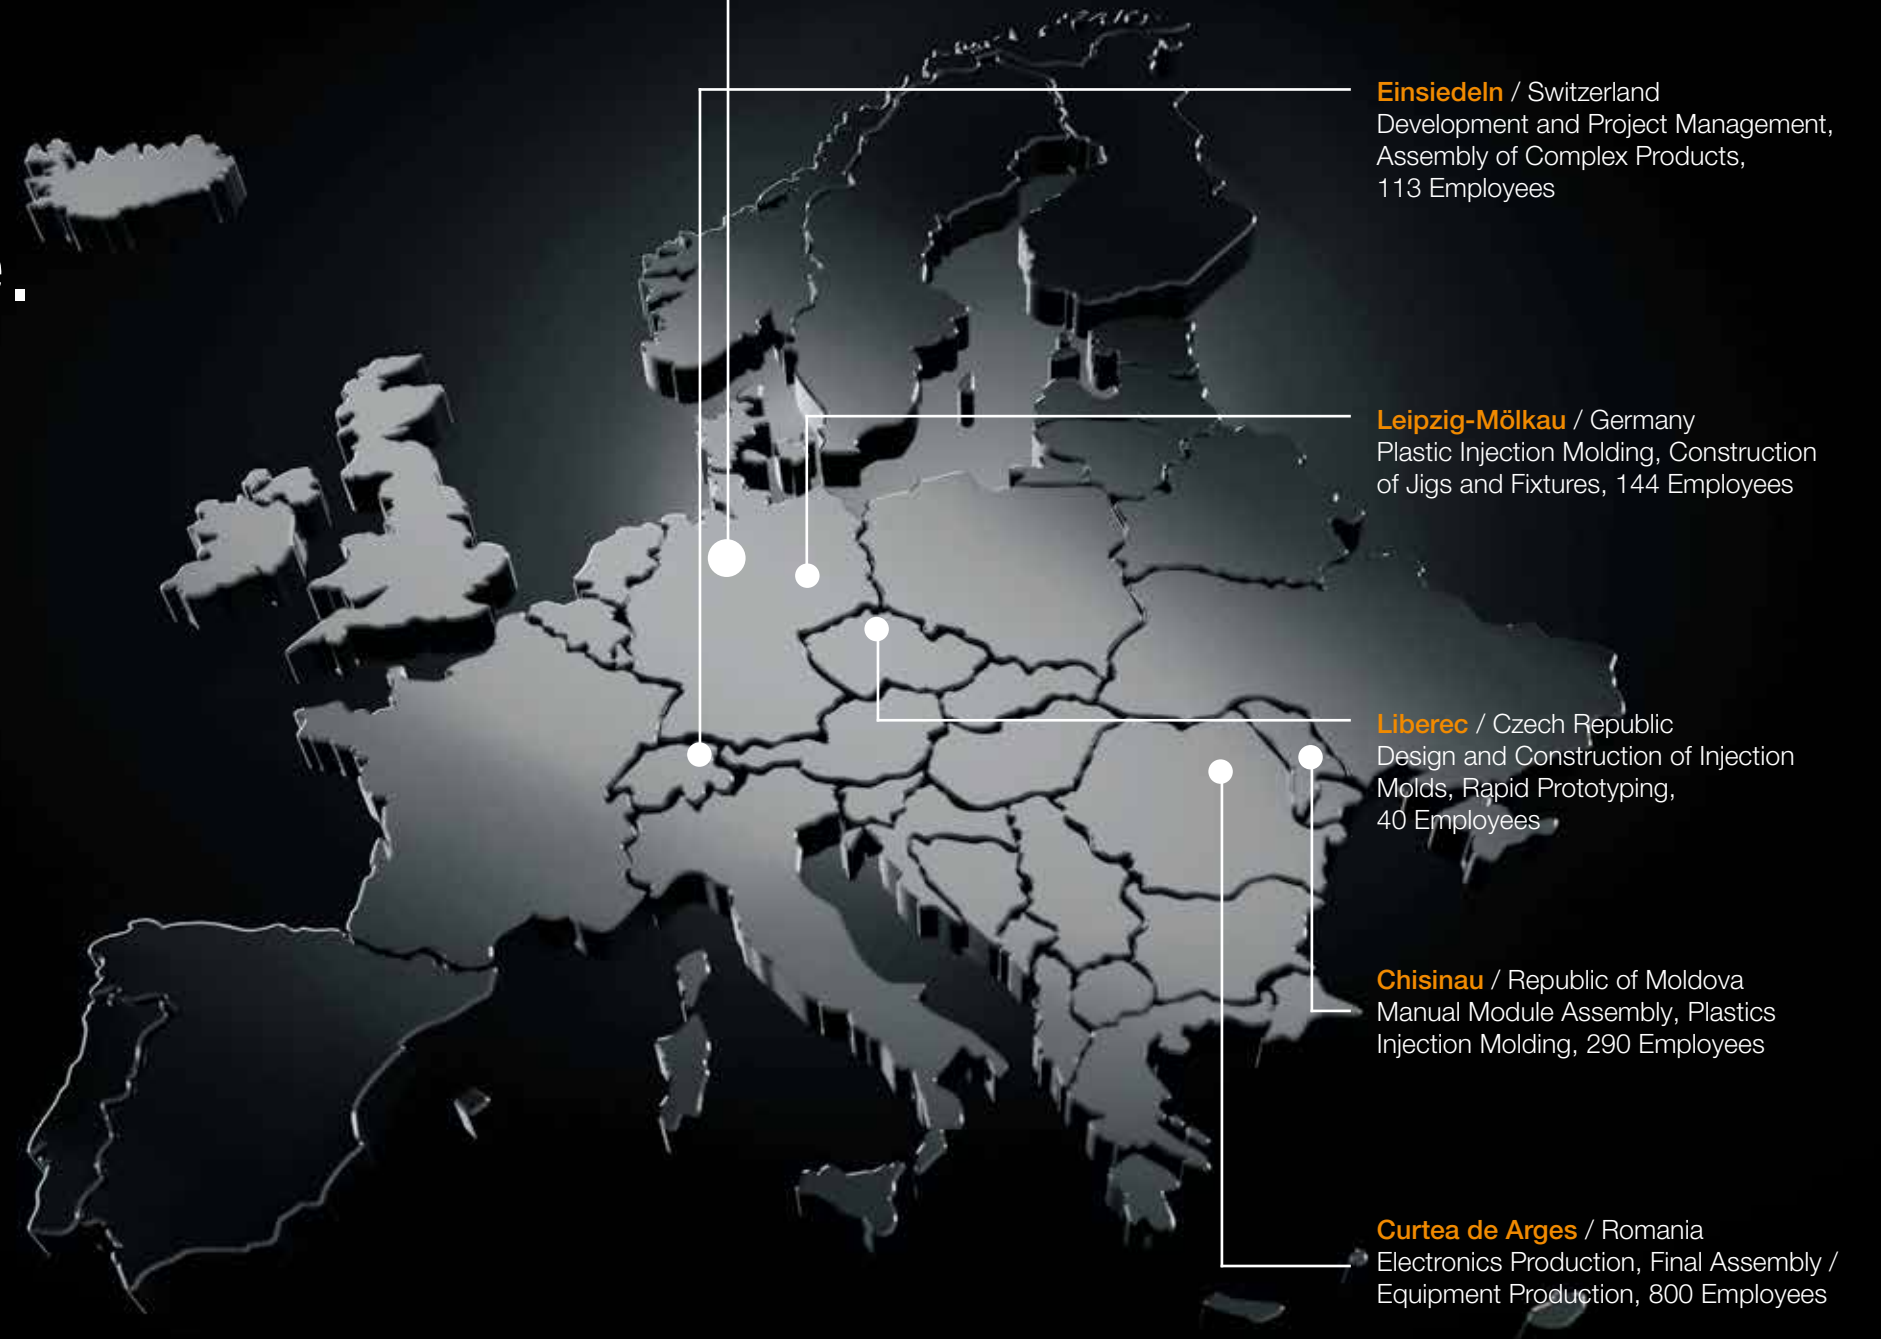 Einsiedeln / Switzerland
Development and Project Management,
Assembly of Complex Products,
113 Employees
Leipzig-Mölkau / Germany
Plastic Injection Molding, Construction
of Jigs and Fixtures, 144 Employees
Liberec / Czech Republic
Design and Construction of Injection
Molds, Rapid Prototyping,
40 Employees
Chisinau / Republic of Moldova
Manual Module Assembly, Plastics
Injection Molding, 290 Employees
Curtea de Arges / Romania
Electronics Production, Final Assembly /
Equipment Production, 800 Employees